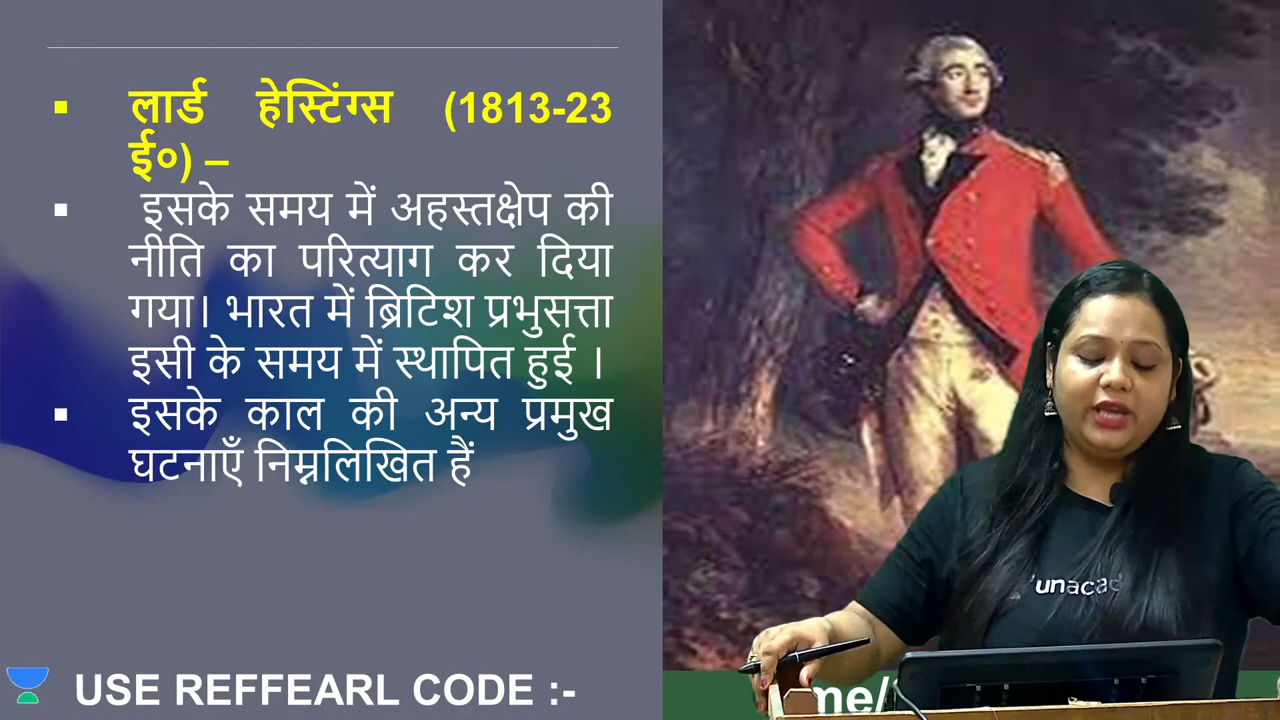 लार्ड हेस्टिंग्स (1813-23
ई०) –
इसके समय में अहस्तक्षेप की
नीति का परित्याग कर दिया
गया। भारत में ब्रिटिश प्रभुसत्ता
इसी के समय में स्थापित हुई ।
इसके काल की अन्य प्रमुख
घटनाएँ निम्नलिखित हैं
unacad
USE REFFEARL CODE :-
me/